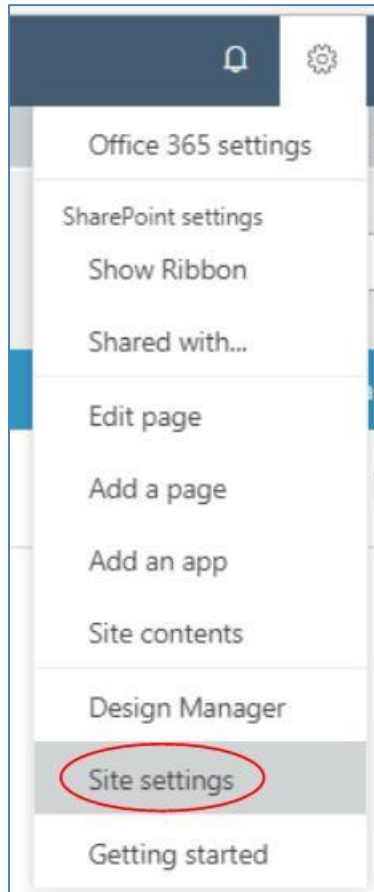 Office 365 settings
SharePoint settings
Show Ribbon
Shared with...
Edit page
Add a page
Add an app
Site contents
Design Manager
Site settings
Getting started